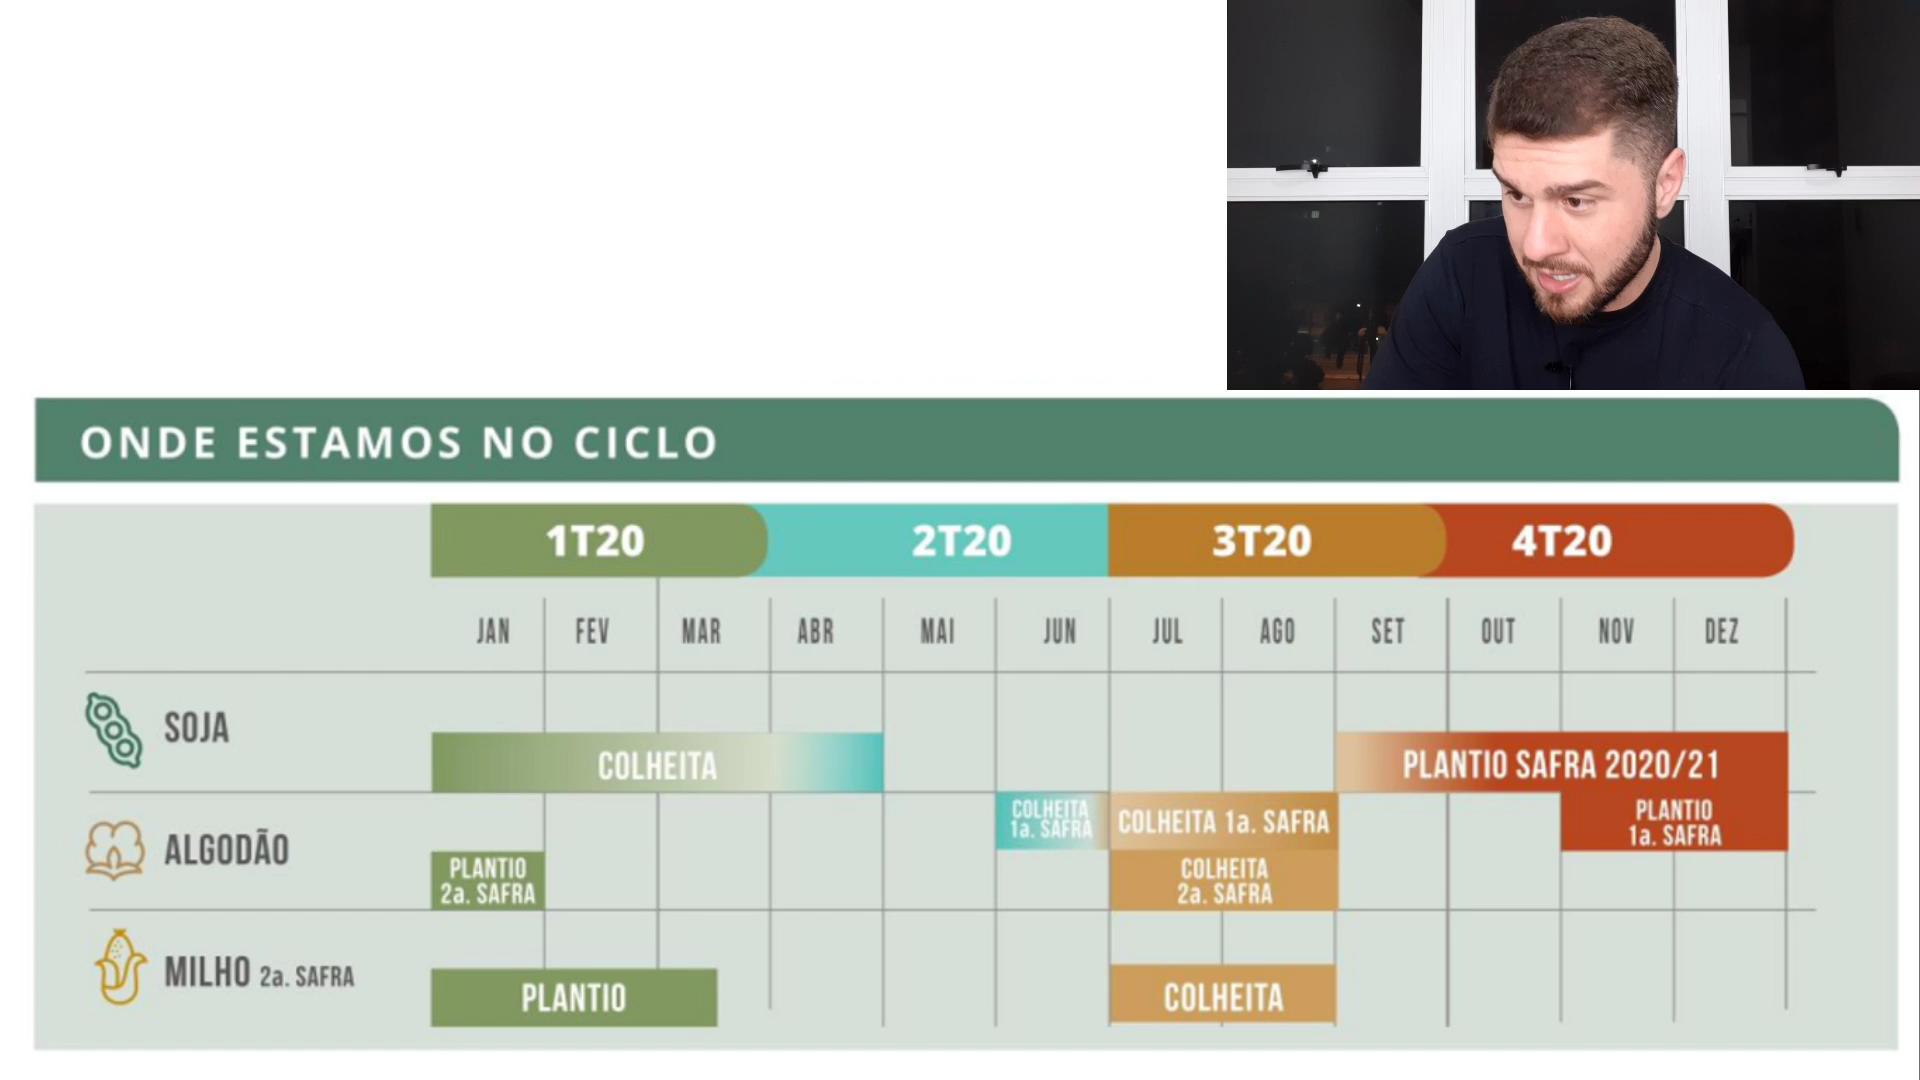 ONDE ESTAMOS NO CICLO
1T20 2T20 3T20 4T20
JAN FEV MAR ABR MAI JUN JUL AGO SET OUT NOV DEZ
SOJA
COLHEITA
PLANTIO SAFRA 2020/21
ALGODÃO
COLHEITA
1a. SAFRA
COLHEITA 1a. SAFRA
PLANTIO
1a. SAFRA
PLANTIO
2a. SAFRA
COLHEITA
2a. SAFRA
MILHO 2a. SAFRA
PLANTIO
COLHEITA